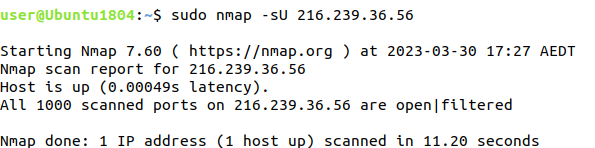 user@Ubuntu1804:~$ sudo nmap -sU 216.239.36.56
Starting Nmap 7.60 ( https://nmap.org ) at 2023-03-30 17:27 AEDT
Nmap scan report for 216.239.36.56
Host is up (0.00049s latency).
All 1000 scanned ports on 216.239.36.56 are open|filtered
Nmap done: 1 IP address (1 host up) scanned in 11.20 seconds